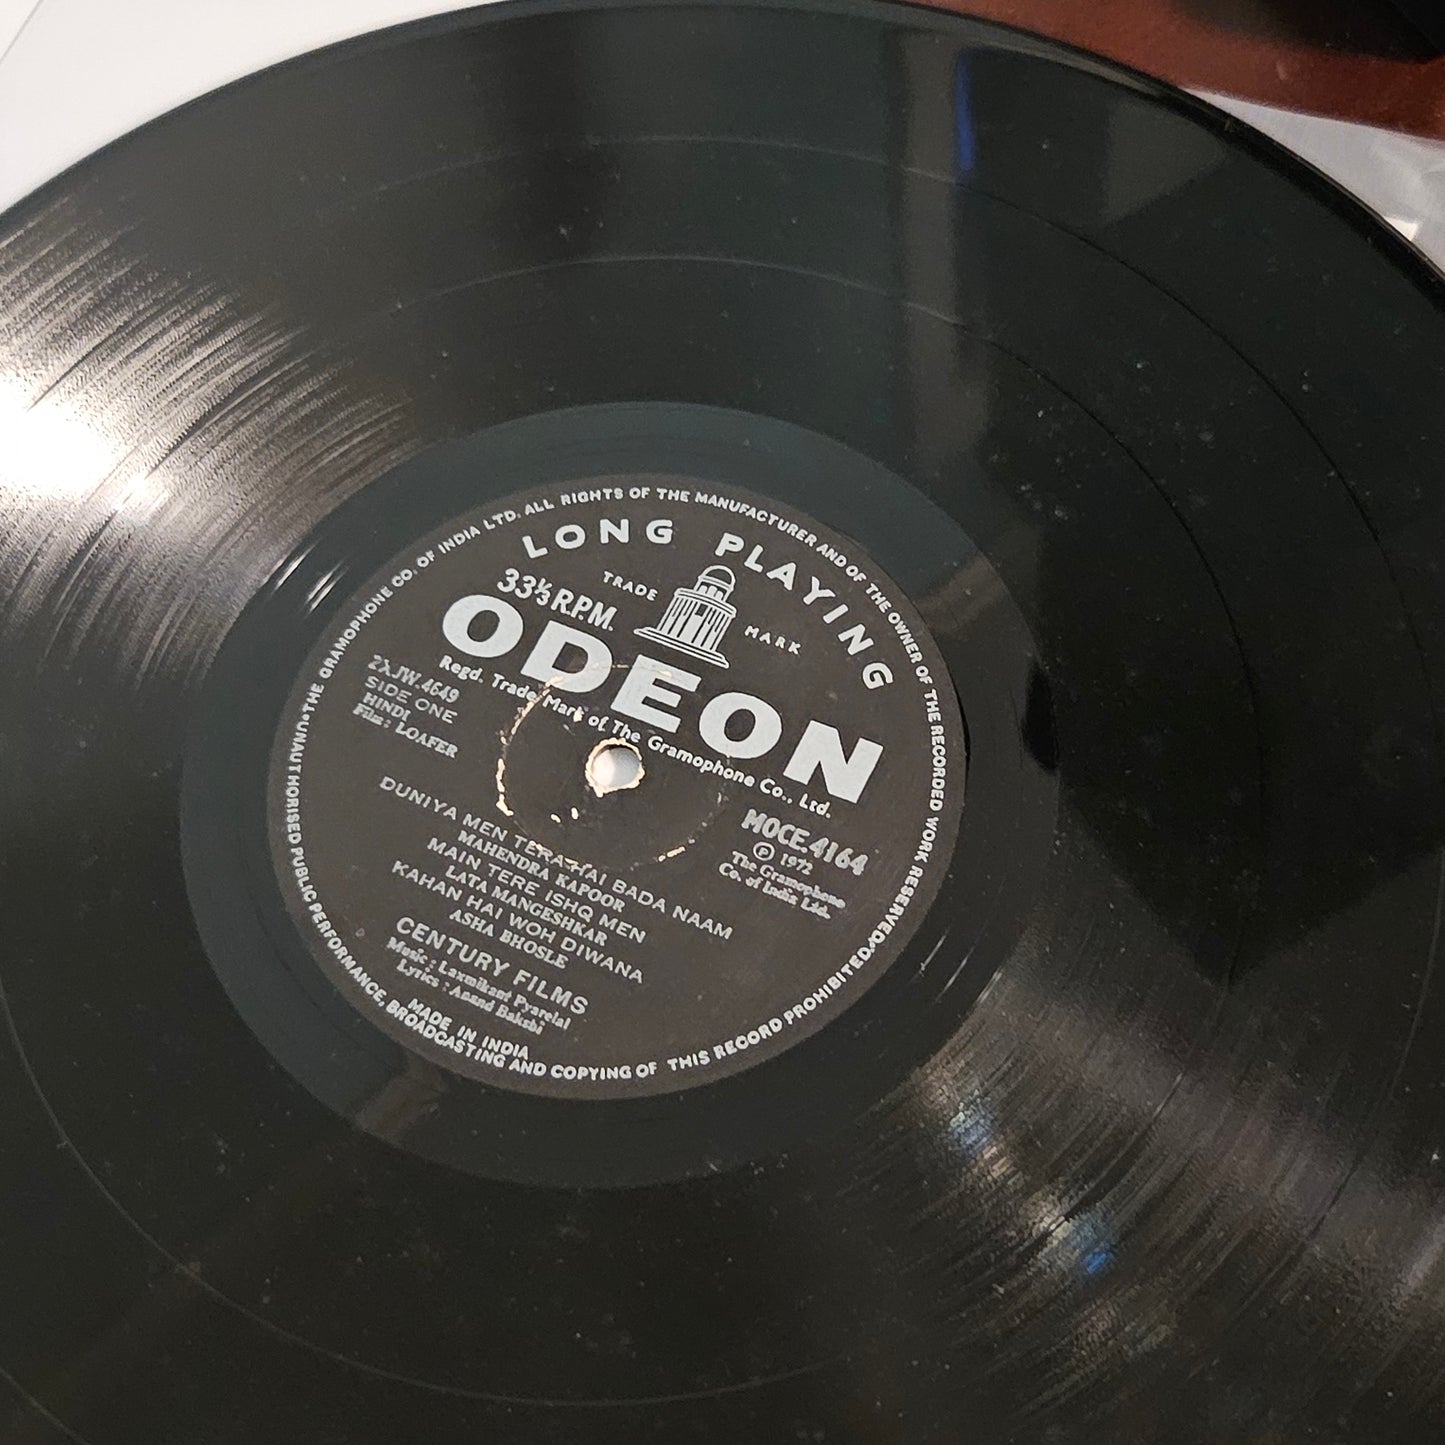 THE GRAMOPHONE CO. OF INDIA LTD. ALL RIGHTS OF THE MANUFACTURER AND OF THE OWNER OF THE RECORDED WORK RESERVED•UNAUTHORISED PUBLIC PERFORMANCE, BROADCASTING AND COPYING OF THIS RECORD PROHIBITED
LONG PLAYING
TRADE MARK
33⅓ R.P.M.
ODEON
Regd. Trade Mark of The Gramophone Co., Ltd.
SIDE ONE
HINDI
Film : LOAFER
MOCE.4164
Ⓟ 1972
The Gramophone
Co. of India Ltd.
DUNIYA MEN TERA HAI BADA NAAM
MAHENDRA KAPOOR
MAIN TERE ISHQ MEN
LATA MANGESHKAR
KAHAN HAI WOH DIWANA
ASHA BHOSLE
CENTURY FILMS
Music : Laxmikant Pyarelal
Lyrics : Anand Bakshi
MADE IN INDIA